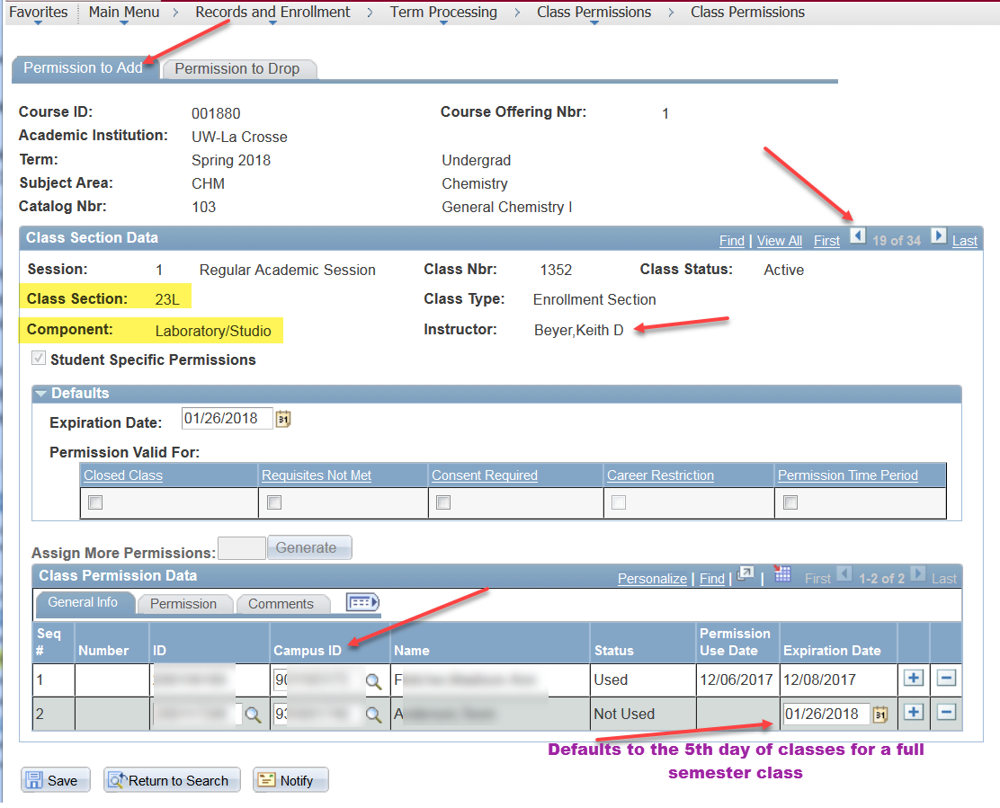 Favorites Main Menu > Records and Enrollment > Term Processing > Class Permissions > Class Permissions
Permission to Add Permission to Drop
Course ID: 001880 Course Offering Nbr: 1
Academic Institution: UW-La Crosse
Term: Spring 2018 Undergrad
Subject Area: CHM Chemistry
Catalog Nbr: 103 General Chemistry I
Class Section Data Find | View All First 19 of 34 Last
Session: 1 Regular Academic Session Class Nbr: 1352 Class Status: Active
Class Section: 23L Class Type: Enrollment Section
Component: Laboratory/Studio Instructor: Beyer,Keith D
Student Specific Permissions
Defaults
Expiration Date: 01/26/2018 31
Permission Valid For:
Closed Class Requisites Not Met Consent Required Career Restriction Permission Time Period
Assign More Permissions: Generate
Class Permission Data Personalize | Find | | First 1-2 of 2 Last
General Info Permission Comments
Seq # Number ID Campus ID Name Status Permission Use Date Expiration Date
1 90 F Used 12/06/2017 12/08/2017
2 93 A Not Used 01/26/2018 31
Defaults to the 5th day of classes for a full
semester class
Save Return to Search Notify